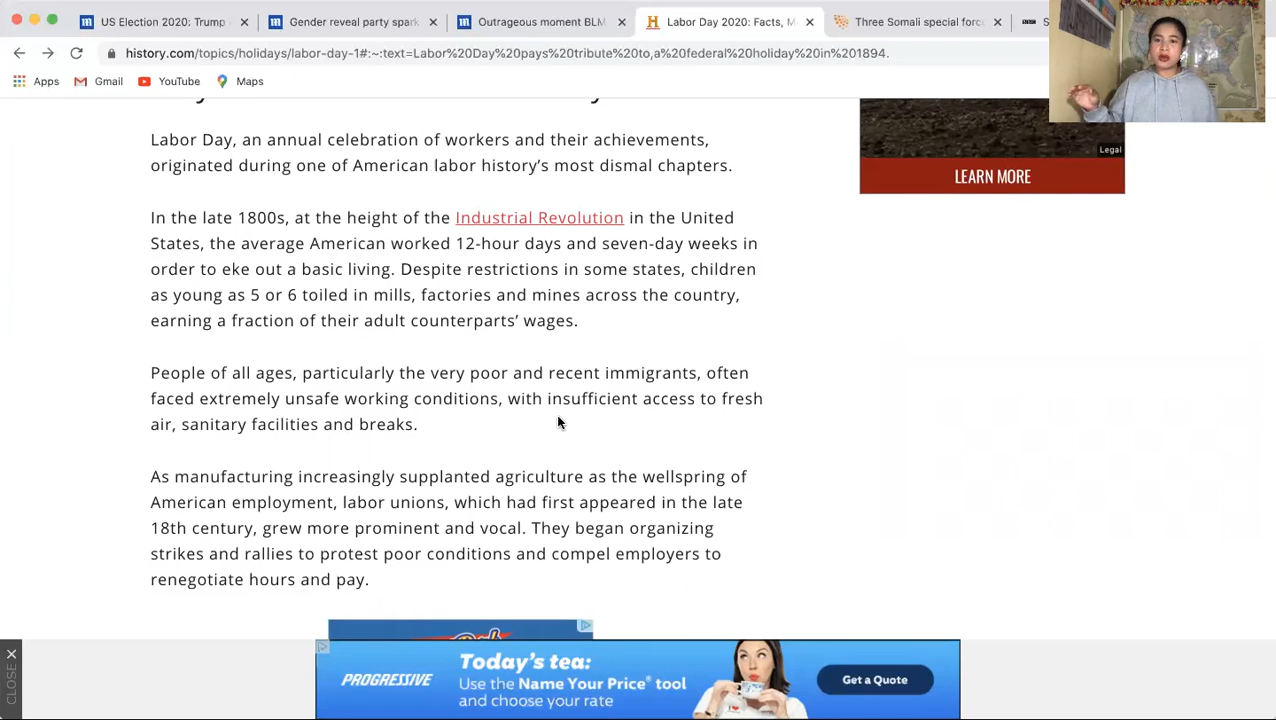 US Election 2020: Trump
Gender reveal party spark
Outrageous moment BLM
Labor Day 2020: Facts, M
Three Somali special forc
history.com/topics/holidays/labor-day-1#:~:text=Labor%20Day%20pays%20tribute%20to,a%20federal%20holiday%20in%201894.
Apps Gmail YouTube Maps
Labor Day, an annual celebration of workers and their achievements,
originated during one of American labor history's most dismal chapters.
In the late 1800s, at the height of the Industrial Revolution in the United
States, the average American worked 12-hour days and seven-day weeks in
order to eke out a basic living. Despite restrictions in some states, children
as young as 5 or 6 toiled in mills, factories and mines across the country,
earning a fraction of their adult counterparts' wages.
People of all ages, particularly the very poor and recent immigrants, often
faced extremely unsafe working conditions, with insufficient access to fresh
air, sanitary facilities and breaks.
As manufacturing increasingly supplanted agriculture as the wellspring of
American employment, labor unions, which had first appeared in the late
18th century, grew more prominent and vocal. They began organizing
strikes and rallies to protest poor conditions and compel employers to
renegotiate hours and pay.
Legal
LEARN MORE
CLOSE
PROGRESSIVE
Today's tea:
Use the Name Your Price® tool
and choose your rate
Get a Quote